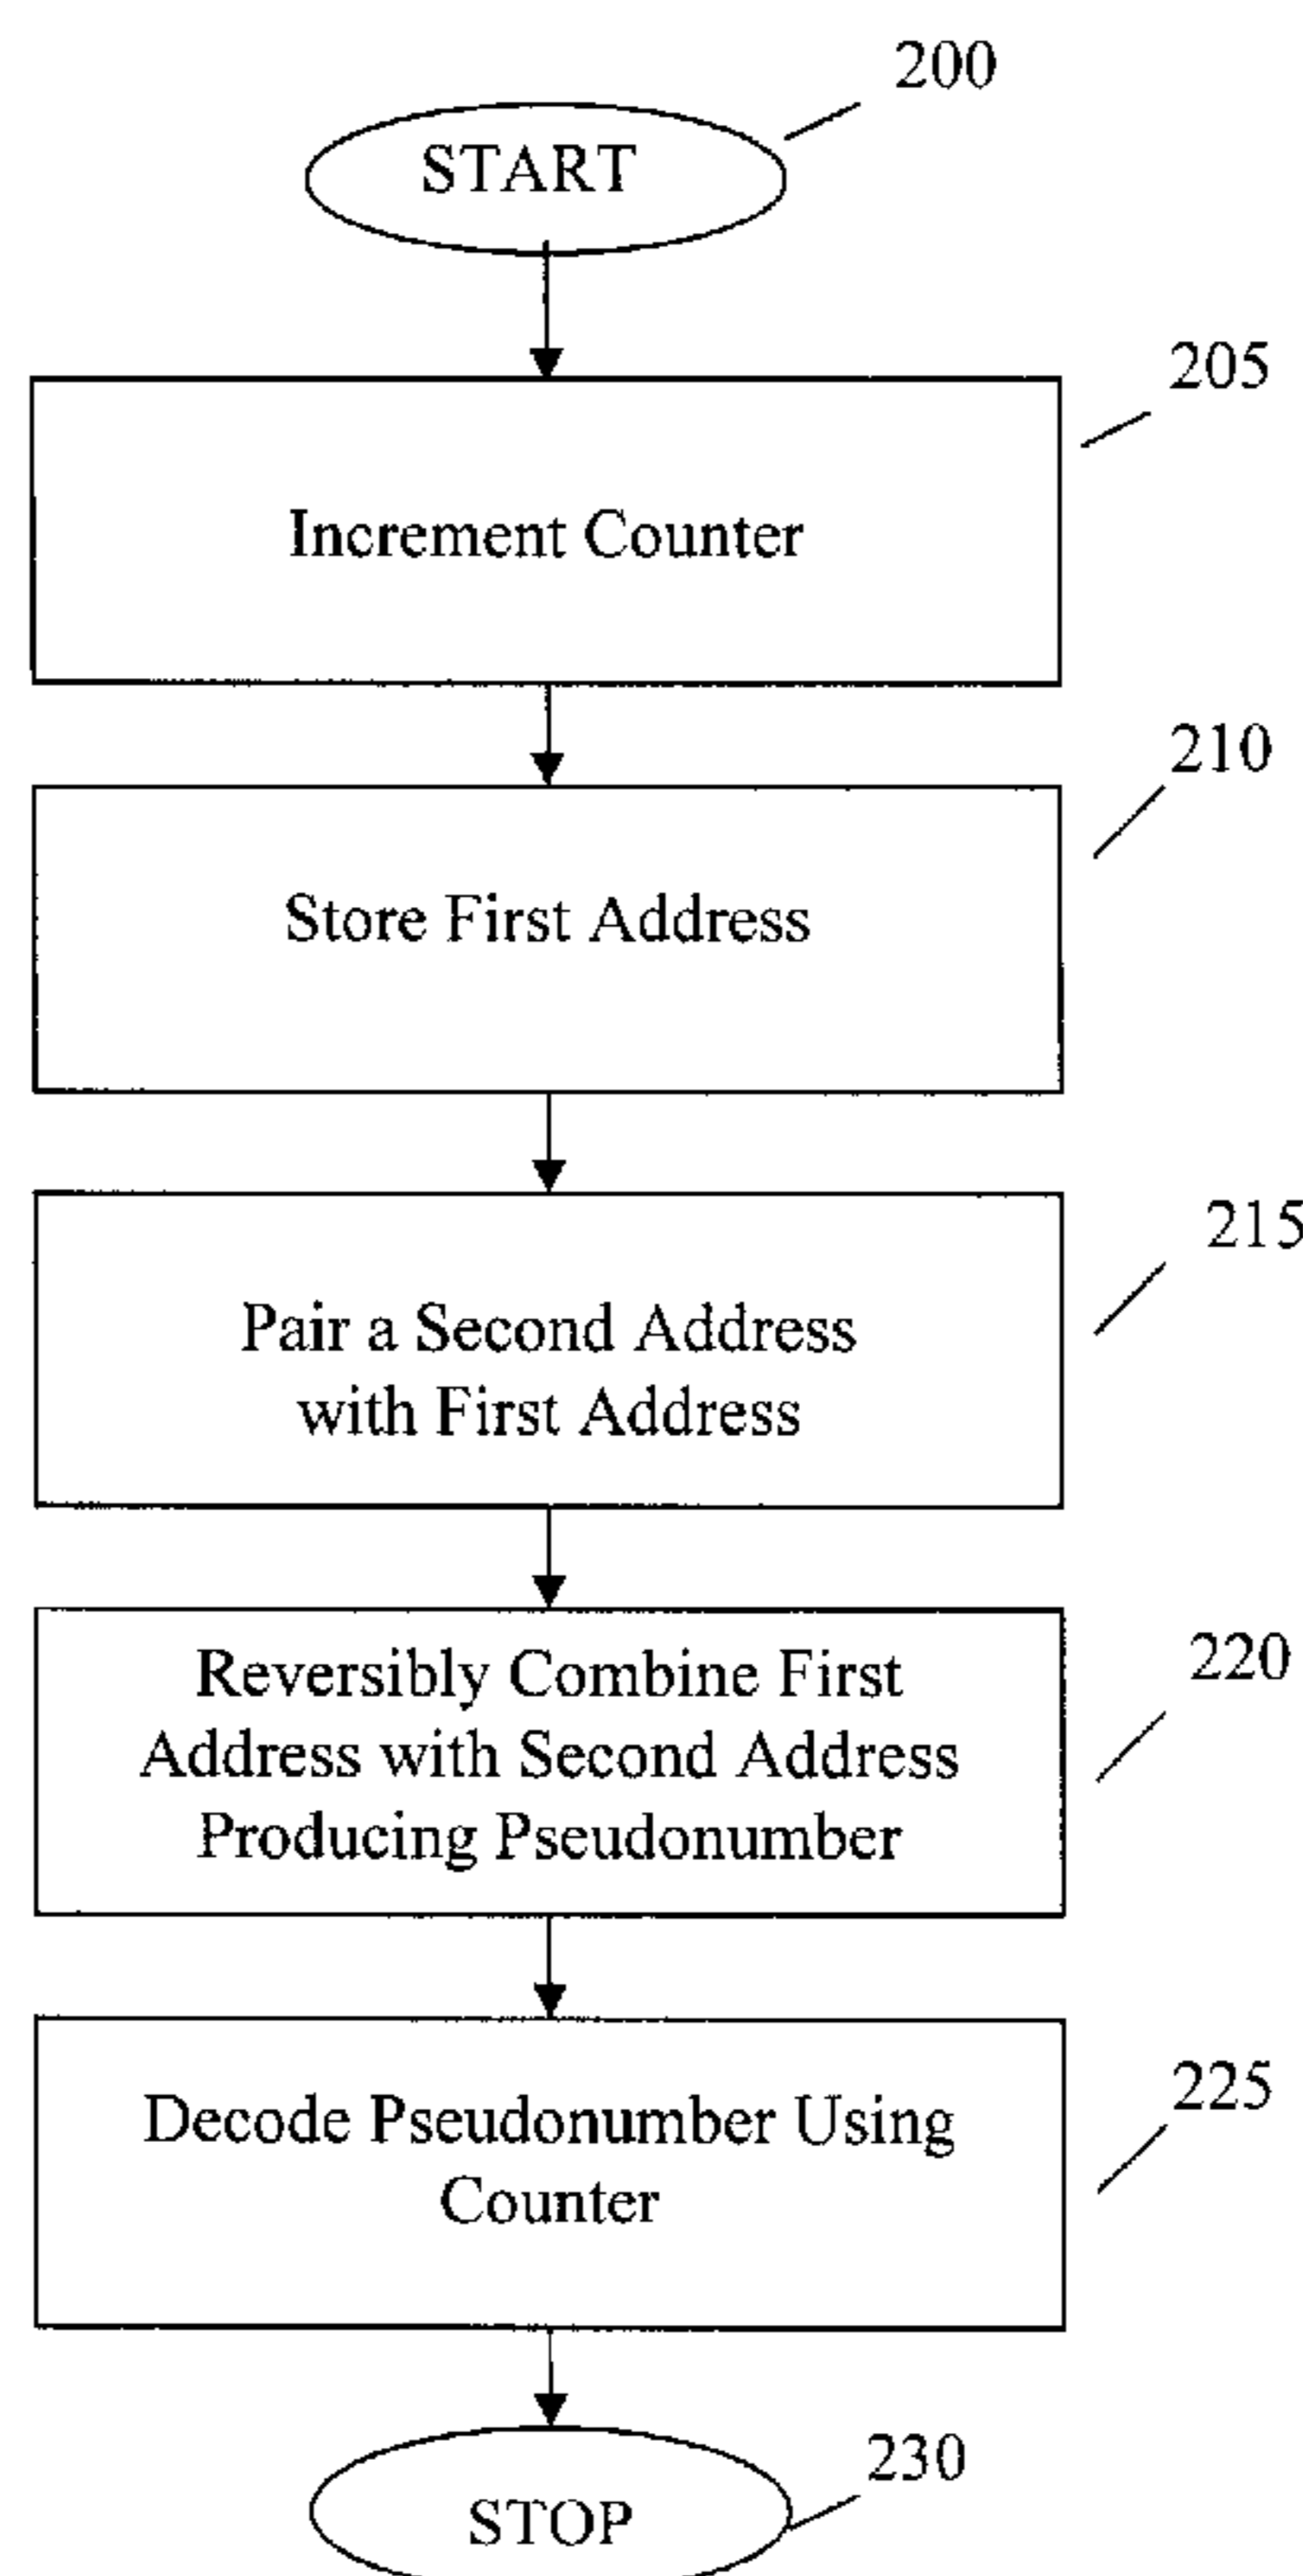 200
START
205
Increment Counter
210
Store First Address
215
Pair a Second Address
with First Address
220
Reversibly Combine First
Address with Second Address
Producing Pseudonumber
225
Decode Pseudonumber Using
Counter
230
STOP